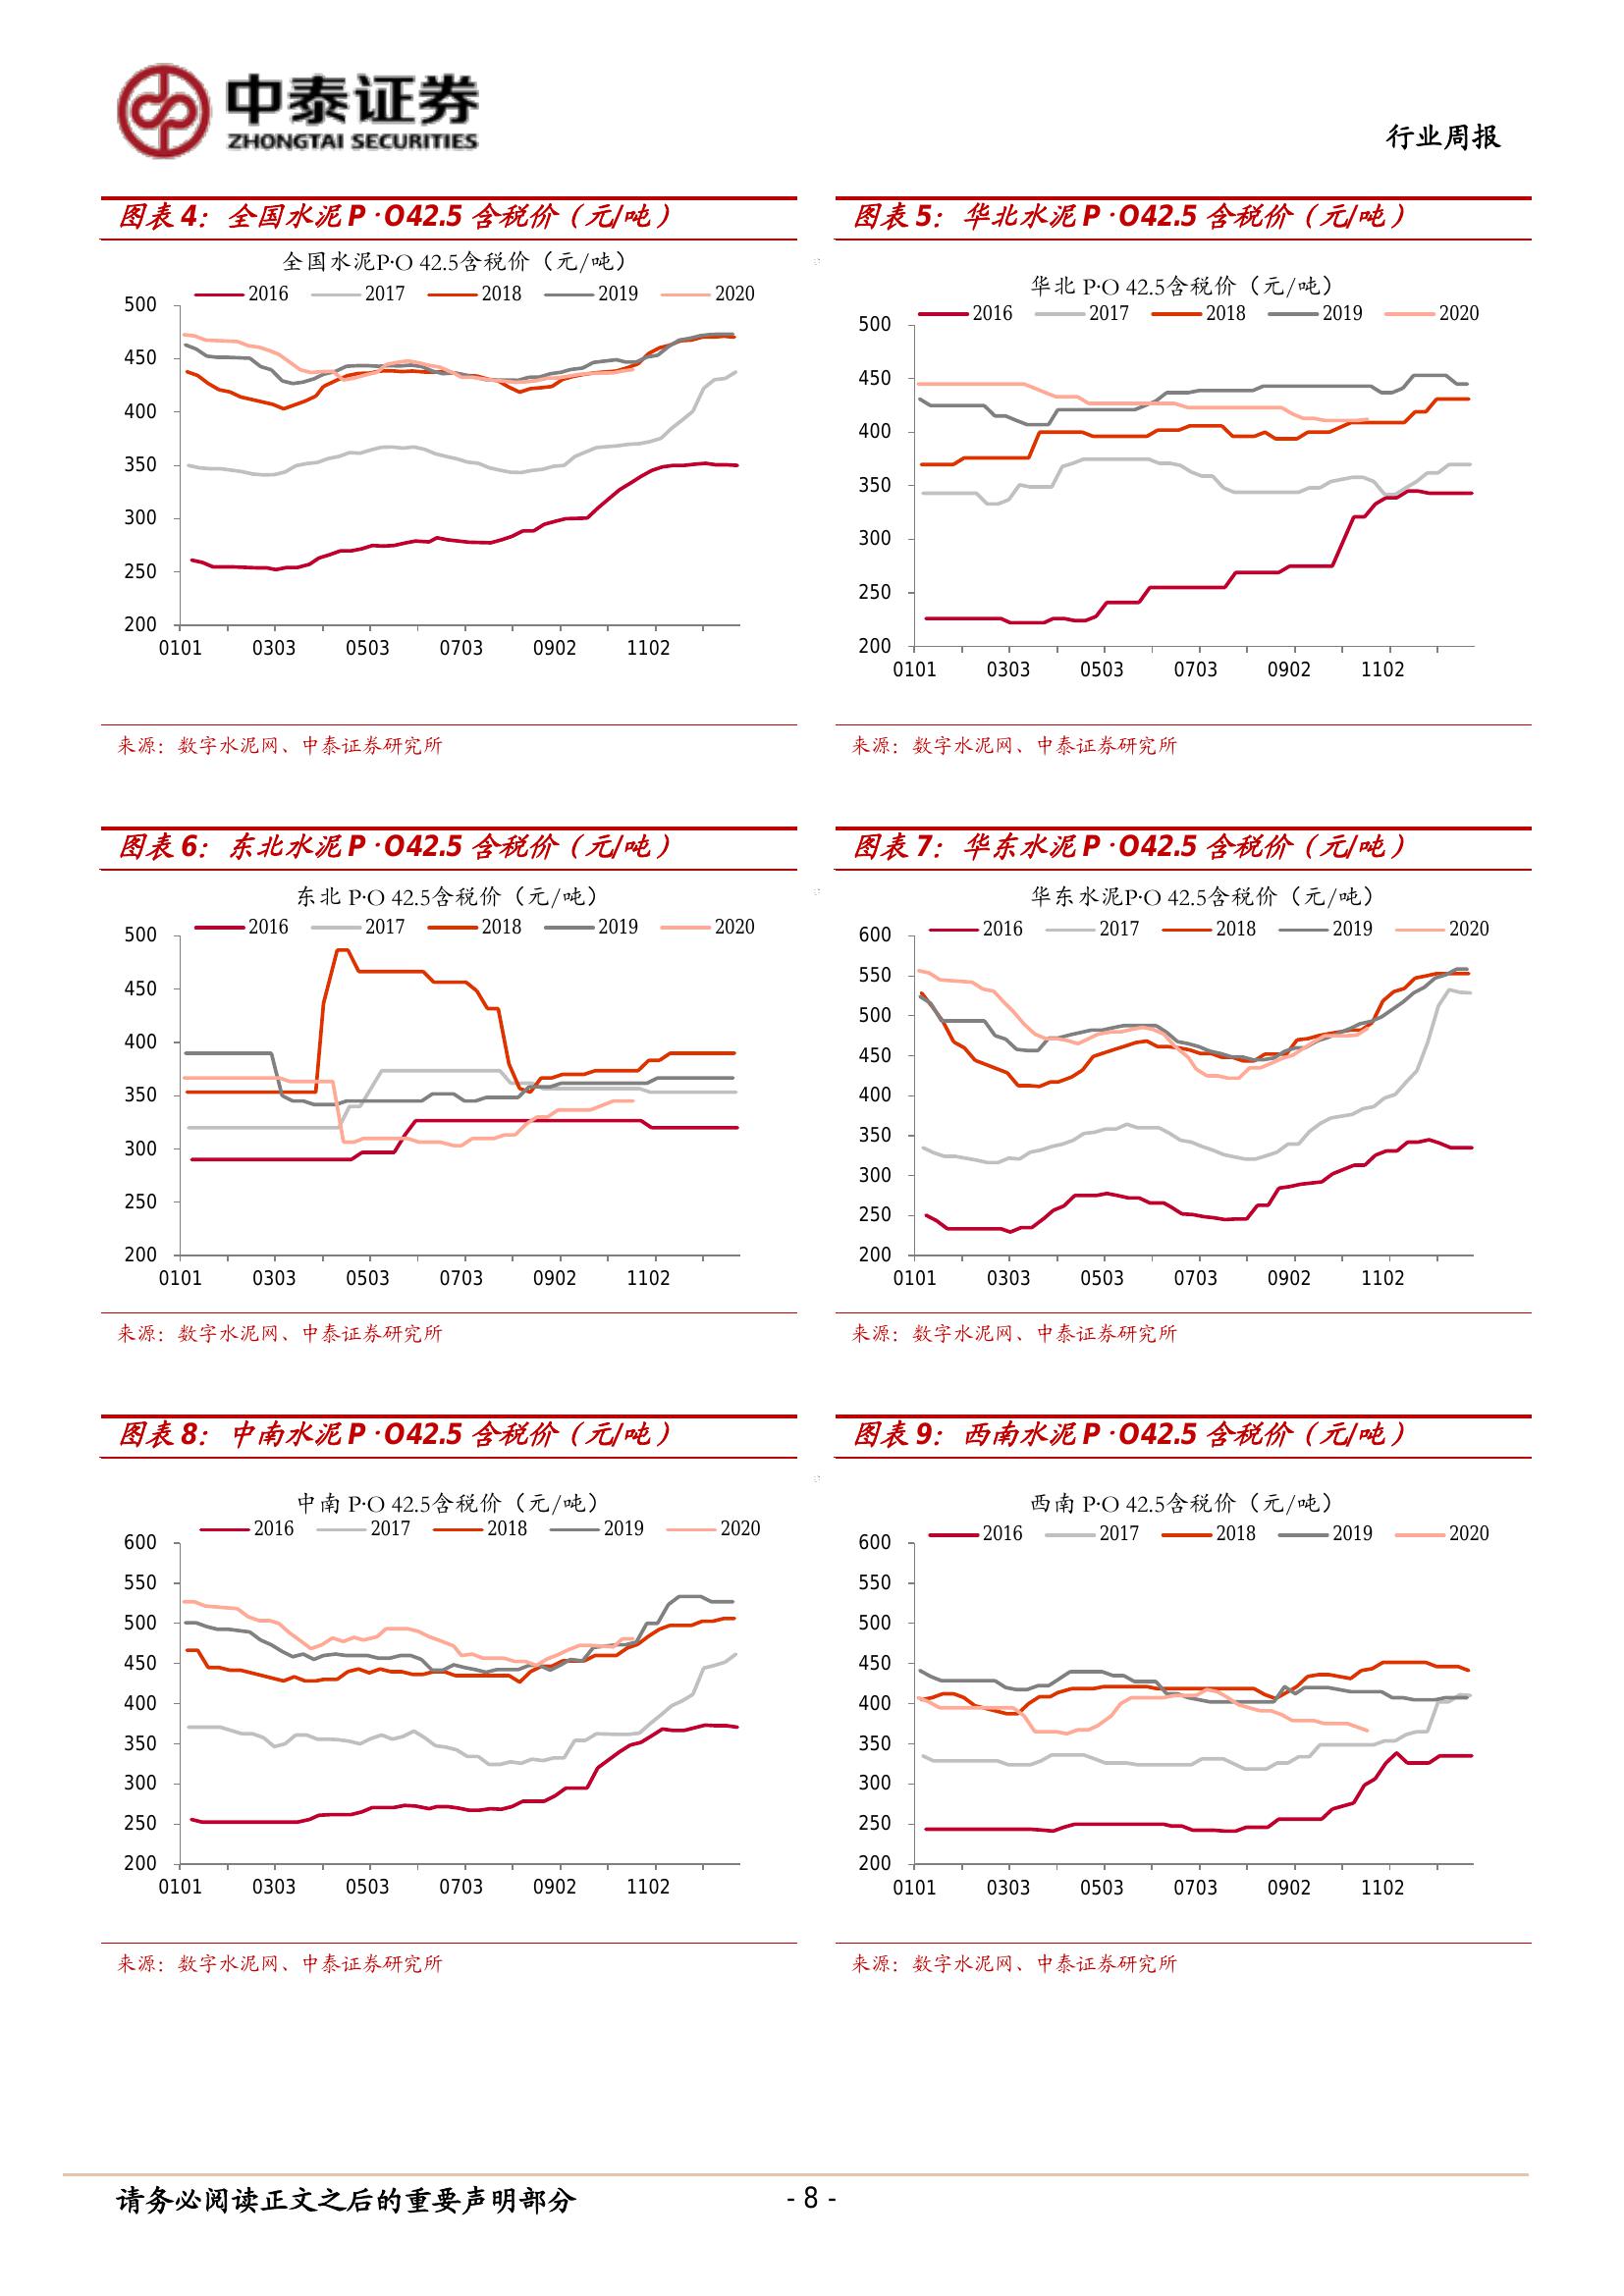 中泰证券
ZHONGTAI SECURITIES
行业周报
图表 4：全国水泥 P·O42.5 含税价（元/吨）
全国水泥P·O 42.5含税价（元/吨）
2016 2017 2018 2019 2020
500
450
400
350
300
250
200
0101 0303 0503 0703 0902 1102
来源：数字水泥网、中泰证券研究所
图表 5：华北水泥 P·O42.5 含税价（元/吨）
华北 P·O 42.5含税价（元/吨）
2016 2017 2018 2019 2020
500
450
400
350
300
250
200
0101 0303 0503 0703 0902 1102
来源：数字水泥网、中泰证券研究所
图表 6：东北水泥 P·O42.5 含税价（元/吨）
东北 P·O 42.5含税价（元/吨）
2016 2017 2018 2019 2020
500
450
400
350
300
250
200
0101 0303 0503 0703 0902 1102
来源：数字水泥网、中泰证券研究所
图表 7：华东水泥 P·O42.5 含税价（元/吨）
华东水泥P·O 42.5含税价（元/吨）
2016 2017 2018 2019 2020
600
550
500
450
400
350
300
250
200
0101 0303 0503 0703 0902 1102
来源：数字水泥网、中泰证券研究所
图表 8：中南水泥 P·O42.5 含税价（元/吨）
中南 P·O 42.5含税价（元/吨）
2016 2017 2018 2019 2020
600
550
500
450
400
350
300
250
200
0101 0303 0503 0703 0902 1102
来源：数字水泥网、中泰证券研究所
图表 9：西南水泥 P·O42.5 含税价（元/吨）
西南 P·O 42.5含税价（元/吨）
2016 2017 2018 2019 2020
600
550
500
450
400
350
300
250
200
0101 0303 0503 0703 0902 1102
来源：数字水泥网、中泰证券研究所
请务必阅读正文之后的重要声明部分
- 8 -